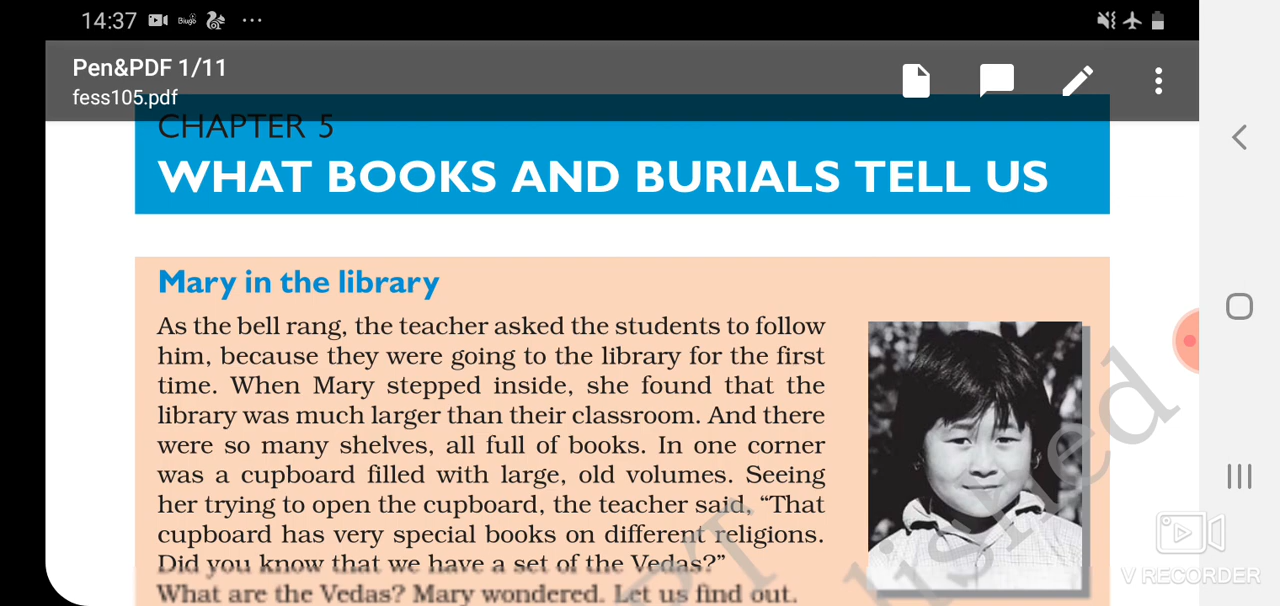 14:37 Biugo ...
Pen&PDF 1/11
fess105.pdf
CHAPTER 5
WHAT BOOKS AND BURIALS TELL US
Mary in the library
As the bell rang, the teacher asked the students to follow
him, because they were going to the library for the first
time. When Mary stepped inside, she found that the
library was much larger than their classroom. And there
were so many shelves, all full of books. In one corner
was a cupboard filled with large, old volumes. Seeing
her trying to open the cupboard, the teacher said, “That
cupboard has very special books on different religions.
Did you know that we have a set of the Vedas?”
What are the Vedas? Mary wondered. Let us find out.
V RECORDER